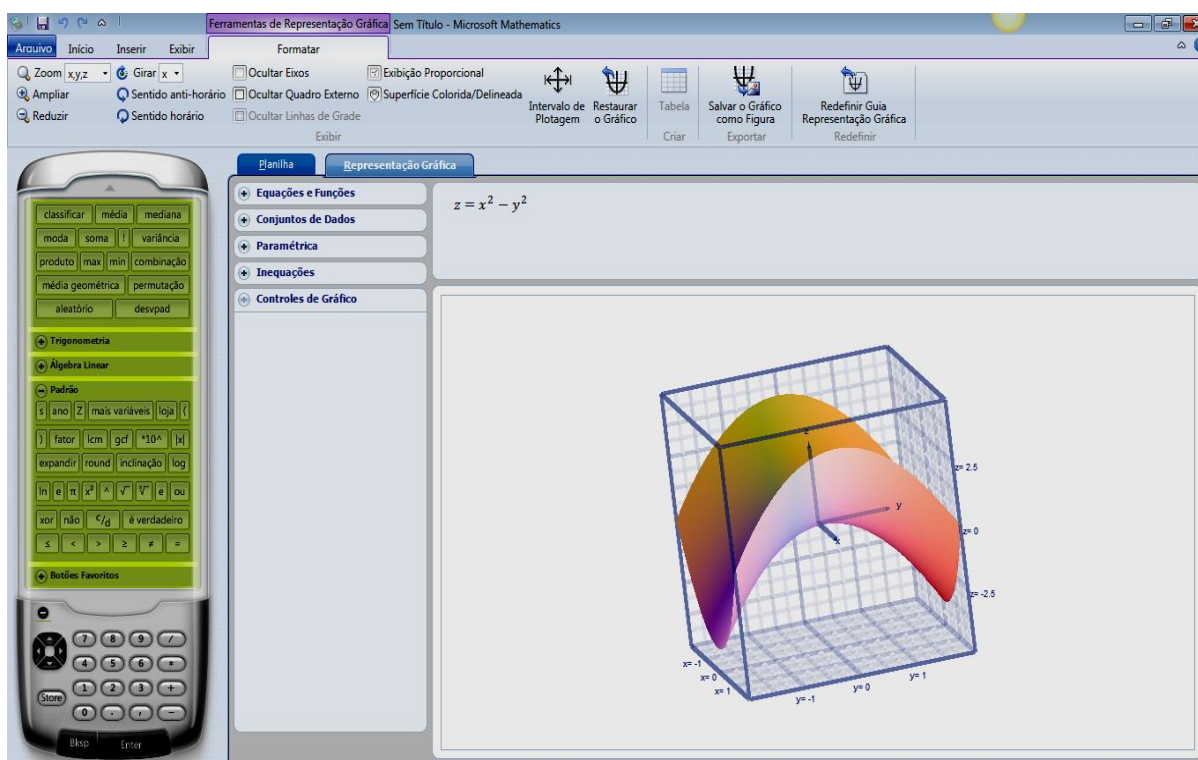 Ferramentas de Representação Gráfica Sem Título - Microsoft Mathematics
Arquivo Início Inserir Exibir Formatar
Zoom x,y,z Girar x Ocultar Eixos Exibição Proporcional
Ampliar Sentido anti-horário Ocultar Quadro Externo Superfície Colorida/Delineada
Reduzir Sentido horário Ocultar Linhas de Grade
Intervalo de Plotagem
Restaurar o Gráfico
Tabela
Salvar o Gráfico como Figura
Redefinir Guia Representação Gráfica
Exibir Criar Exportar Redefinir
Planilha Representação Gráfica
classificar média mediana
moda soma ! variância
produto max min combinação
média geométrica permutação
aleatório desvpad
Trigonometria
Álgebra Linear
Padrão
s ano Z mais variáveis loja (
) fator lcm gcf *10^ |x|
expandir round inclinação log
ln e π x² ^ √ ∜ e ou
xor não c/d é verdadeiro
≤ < > ≥ ≠ =
Botões Favoritos
7 8 9 /
4 5 6 *
Store 1 2 3 +
0 . , −
Bksp Enter
Equações e Funções
Conjuntos de Dados
Paramétrica
Inequações
Controles de Gráfico
z = x² − y²
z
y
x
z= 2.5
z= 0
z= -2.5
x= -1
x= 0
x= 1
y= -1
y= 0
y= 1